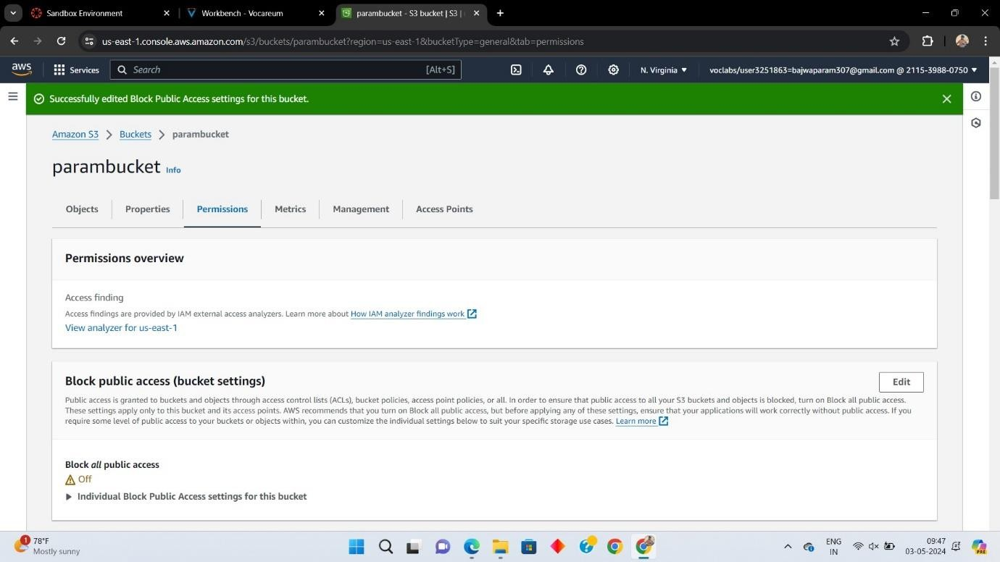 Sandbox Environment
Workbench - Vocareum
parambucket - S3 bucket | S3 |
us-east-1.console.aws.amazon.com/s3/buckets/parambucket?region=us-east-1&bucketType=general&tab=permissions
aws
Services
Search
[Alt+S]
N. Virginia
voclabs/user3251863=bajwaparam307@gmail.com @ 2115-3988-0750
Successfully edited Block Public Access settings for this bucket.
Amazon S3
Buckets
parambucket
parambucket Info
Objects
Properties
Permissions
Metrics
Management
Access Points
Permissions overview
Access finding
Access findings are provided by IAM external access analyzers. Learn more about How IAM analyzer findings work
View analyzer for us-east-1
Block public access (bucket settings)
Edit
Public access is granted to buckets and objects through access control lists (ACLs), bucket policies, access point policies, or all. In order to ensure that public access to all your S3 buckets and objects is blocked, turn on Block all public access.
These settings apply only to this bucket and its access points. AWS recommends that you turn on Block all public access, but before applying any of these settings, ensure that your applications will work correctly without public access. If you
require some level of public access to your buckets or objects within, you can customize the individual settings below to suit your specific storage use cases. Learn more
Block all public access
Off
Individual Block Public Access settings for this bucket
1
78°F
Mostly sunny
ENG
IN
09:47
03-05-2024
PRE